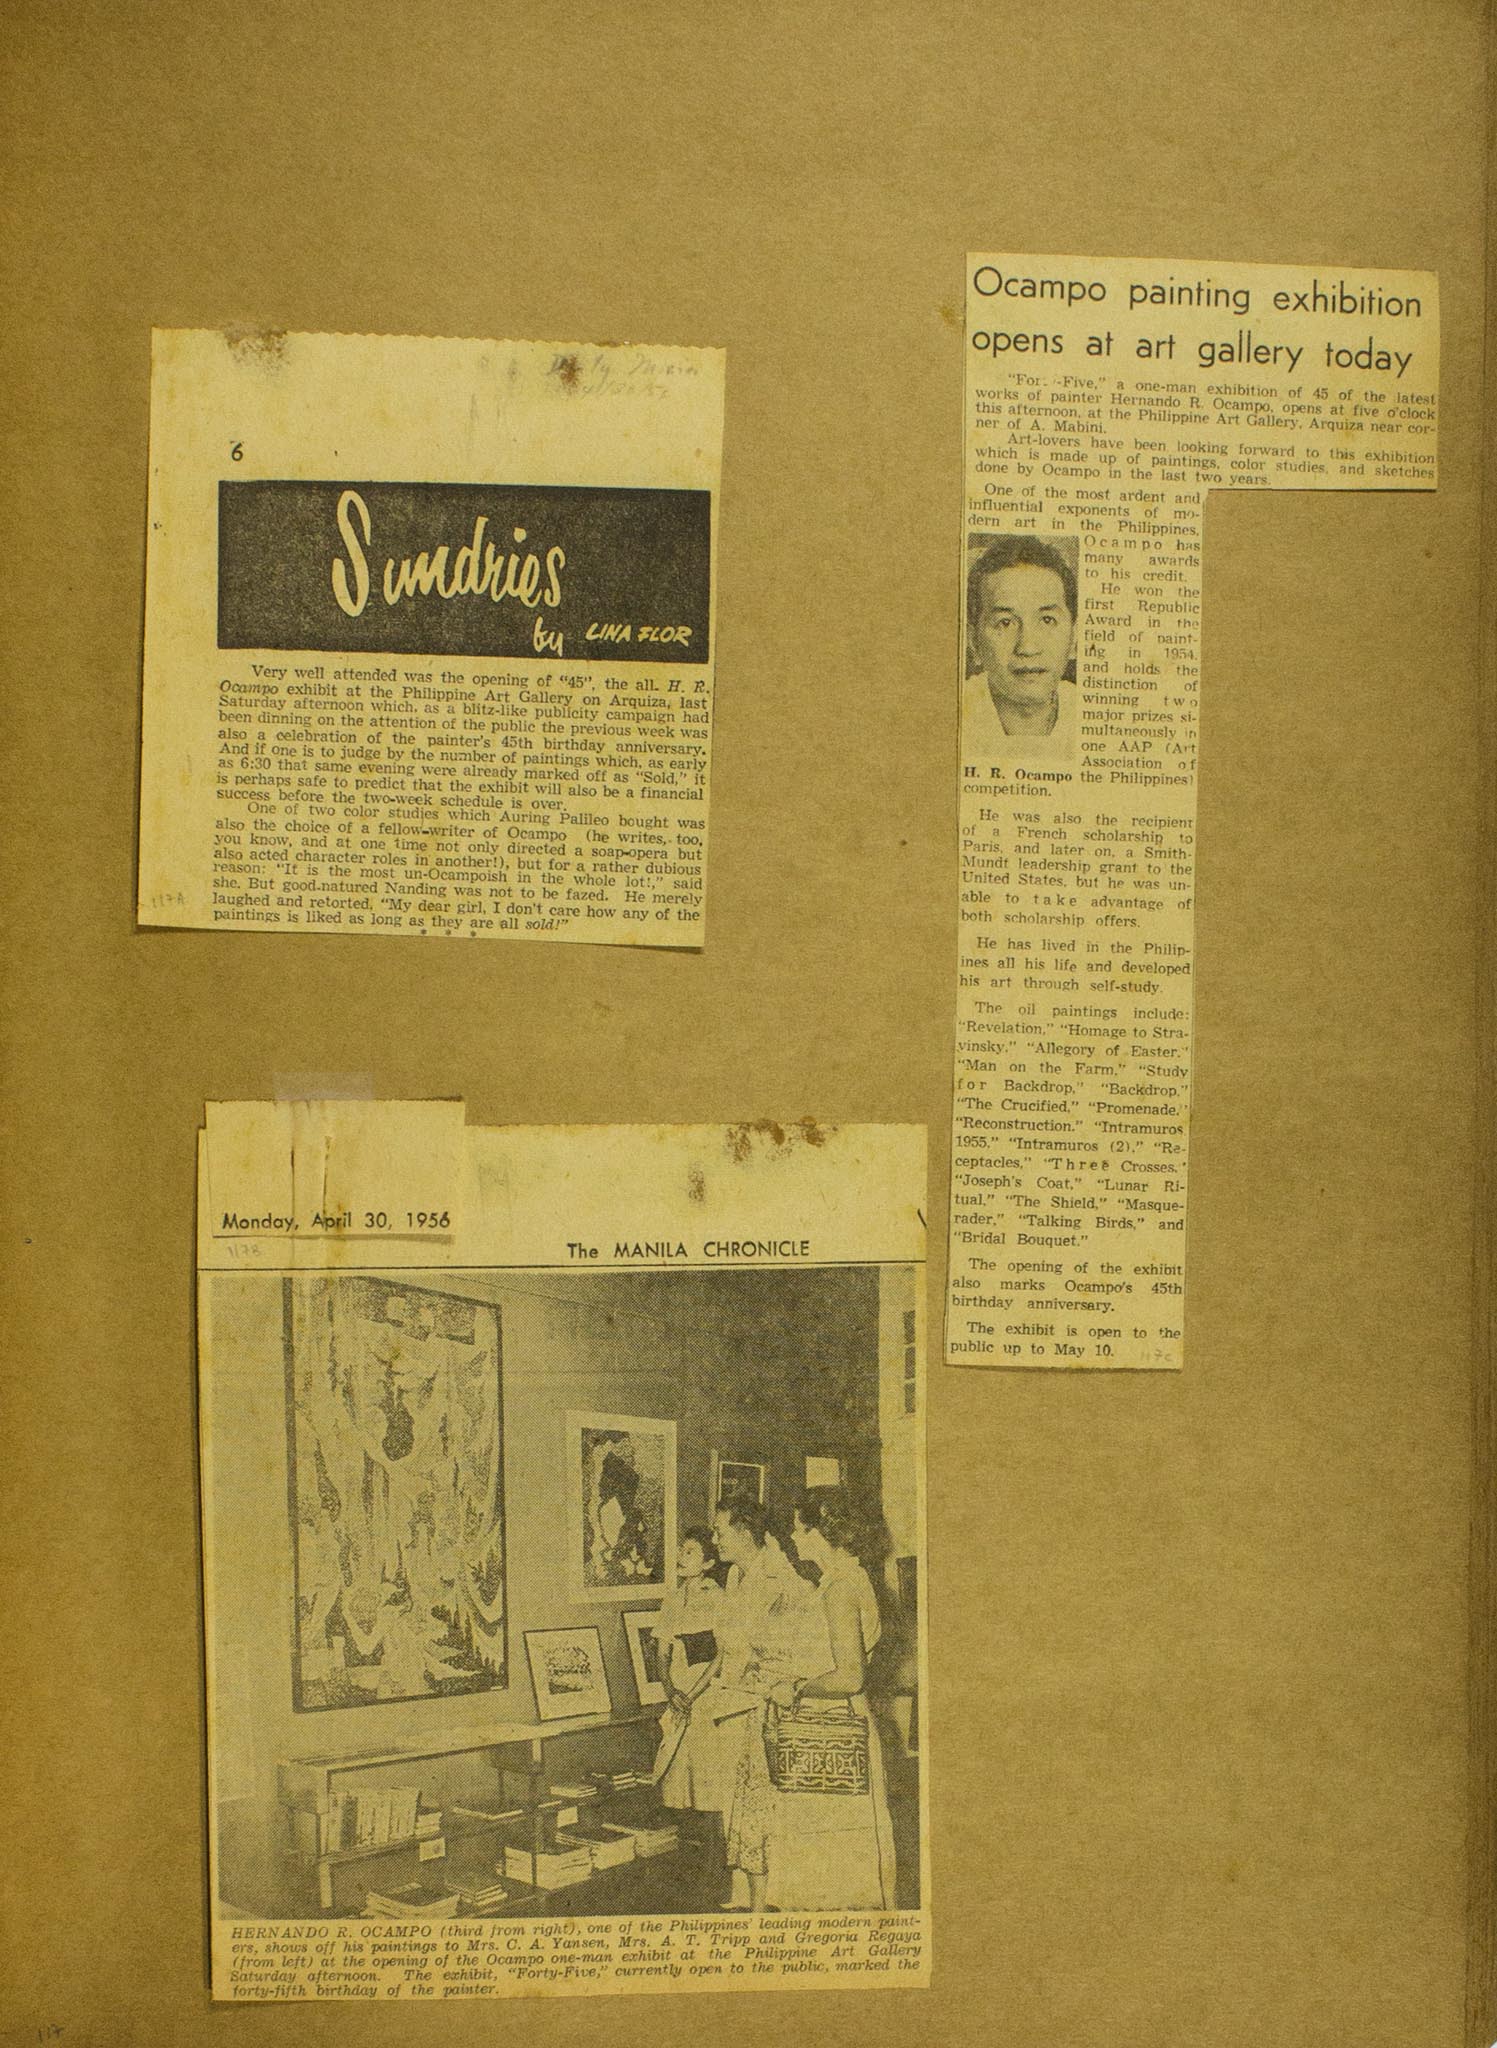 6
Sundries
by LINA FLOR
Very well attended was the opening of "45", the all- H. R.
Ocampo exhibit at the Philippine Art Gallery on Arquiza, last
Saturday afternoon which, as a blitz-like publicity campaign had
been dinning on the attention of the public the previous week was
also a celebration of the painter's 45th birthday anniversary.
And if one is to judge by the number of paintings which, as early
as 6:30 that same evening were already marked off as "Sold," it
is perhaps safe to predict that the exhibit will also be a financial
success before the two-week schedule is over.
One of two color studies which Auring Palileo bought was
also the choice of a fellow-writer of Ocampo (he writes, too,
you know, and at one time not only directed a soap-opera but
also acted character roles in another!), but for a rather dubious
reason: "It is the most un-Ocampoish in the whole lot!," said
she. But good-natured Nanding was not to be fazed. He merely
laughed and retorted, "My dear girl, I don't care how any of the
paintings is liked as long as they are all sold!"
* * *
117A
Monday, April 30, 1956
117B
The MANILA CHRONICLE
HERNANDO R. OCAMPO (third from right), one of the Philippines' leading modern paint-
ers, shows off his paintings to Mrs. C. A. Yansen, Mrs. A. T. Tripp and Gregoria Regaya
(from left) at the opening of the Ocampo one-man exhibit at the Philippine Art Gallery
Saturday afternoon. The exhibit, "Forty-Five," currently open to the public, marked the
forty-fifth birthday of the painter.
117
Ocampo painting exhibition
opens at art gallery today
"For -Five," a one-man exhibition of 45 of the latest
works of painter Hernando R. Ocampo, opens at five o'clock
this afternoon, at the Philippine Art Gallery, Arquiza near cor-
ner of A. Mabini.
Art-lovers have been looking forward to this exhibition
which is made up of paintings, color studies, and sketches
done by Ocampo in the last two years.
One of the most ardent and
influential exponents of mo-
dern art in the Philippines,
Ocampo has
many awards
to his credit.
He won the
first Republic
Award in the
field of paint-
ing in 1954,
and holds the
distinction of
winning two
major prizes si-
multaneously in
one AAP (Art
Association of
the Philippines)
H. R. Ocampo
competition.
He was also the recipient
of a French scholarship to
Paris, and later on, a Smith-
Mundt leadership grant to the
United States, but he was un-
able to take advantage of
both scholarship offers.
He has lived in the Philip-
ines all his life and developed
his art through self-study.
The oil paintings include:
"Revelation," "Homage to Stra-
vinsky," "Allegory of Easter,"
"Man on the Farm," "Study
for Backdrop," "Backdrop,"
"The Crucified," "Promenade,"
"Reconstruction," "Intramuros
1955," "Intramuros (2)," "Re-
ceptacles," "Three Crosses,"
"Joseph's Coat," "Lunar Ri-
tual," "The Shield," "Masque-
rader," "Talking Birds," and
"Bridal Bouquet."
The opening of the exhibit
also marks Ocampo's 45th
birthday anniversary.
The exhibit is open to the
public up to May 10.
117C